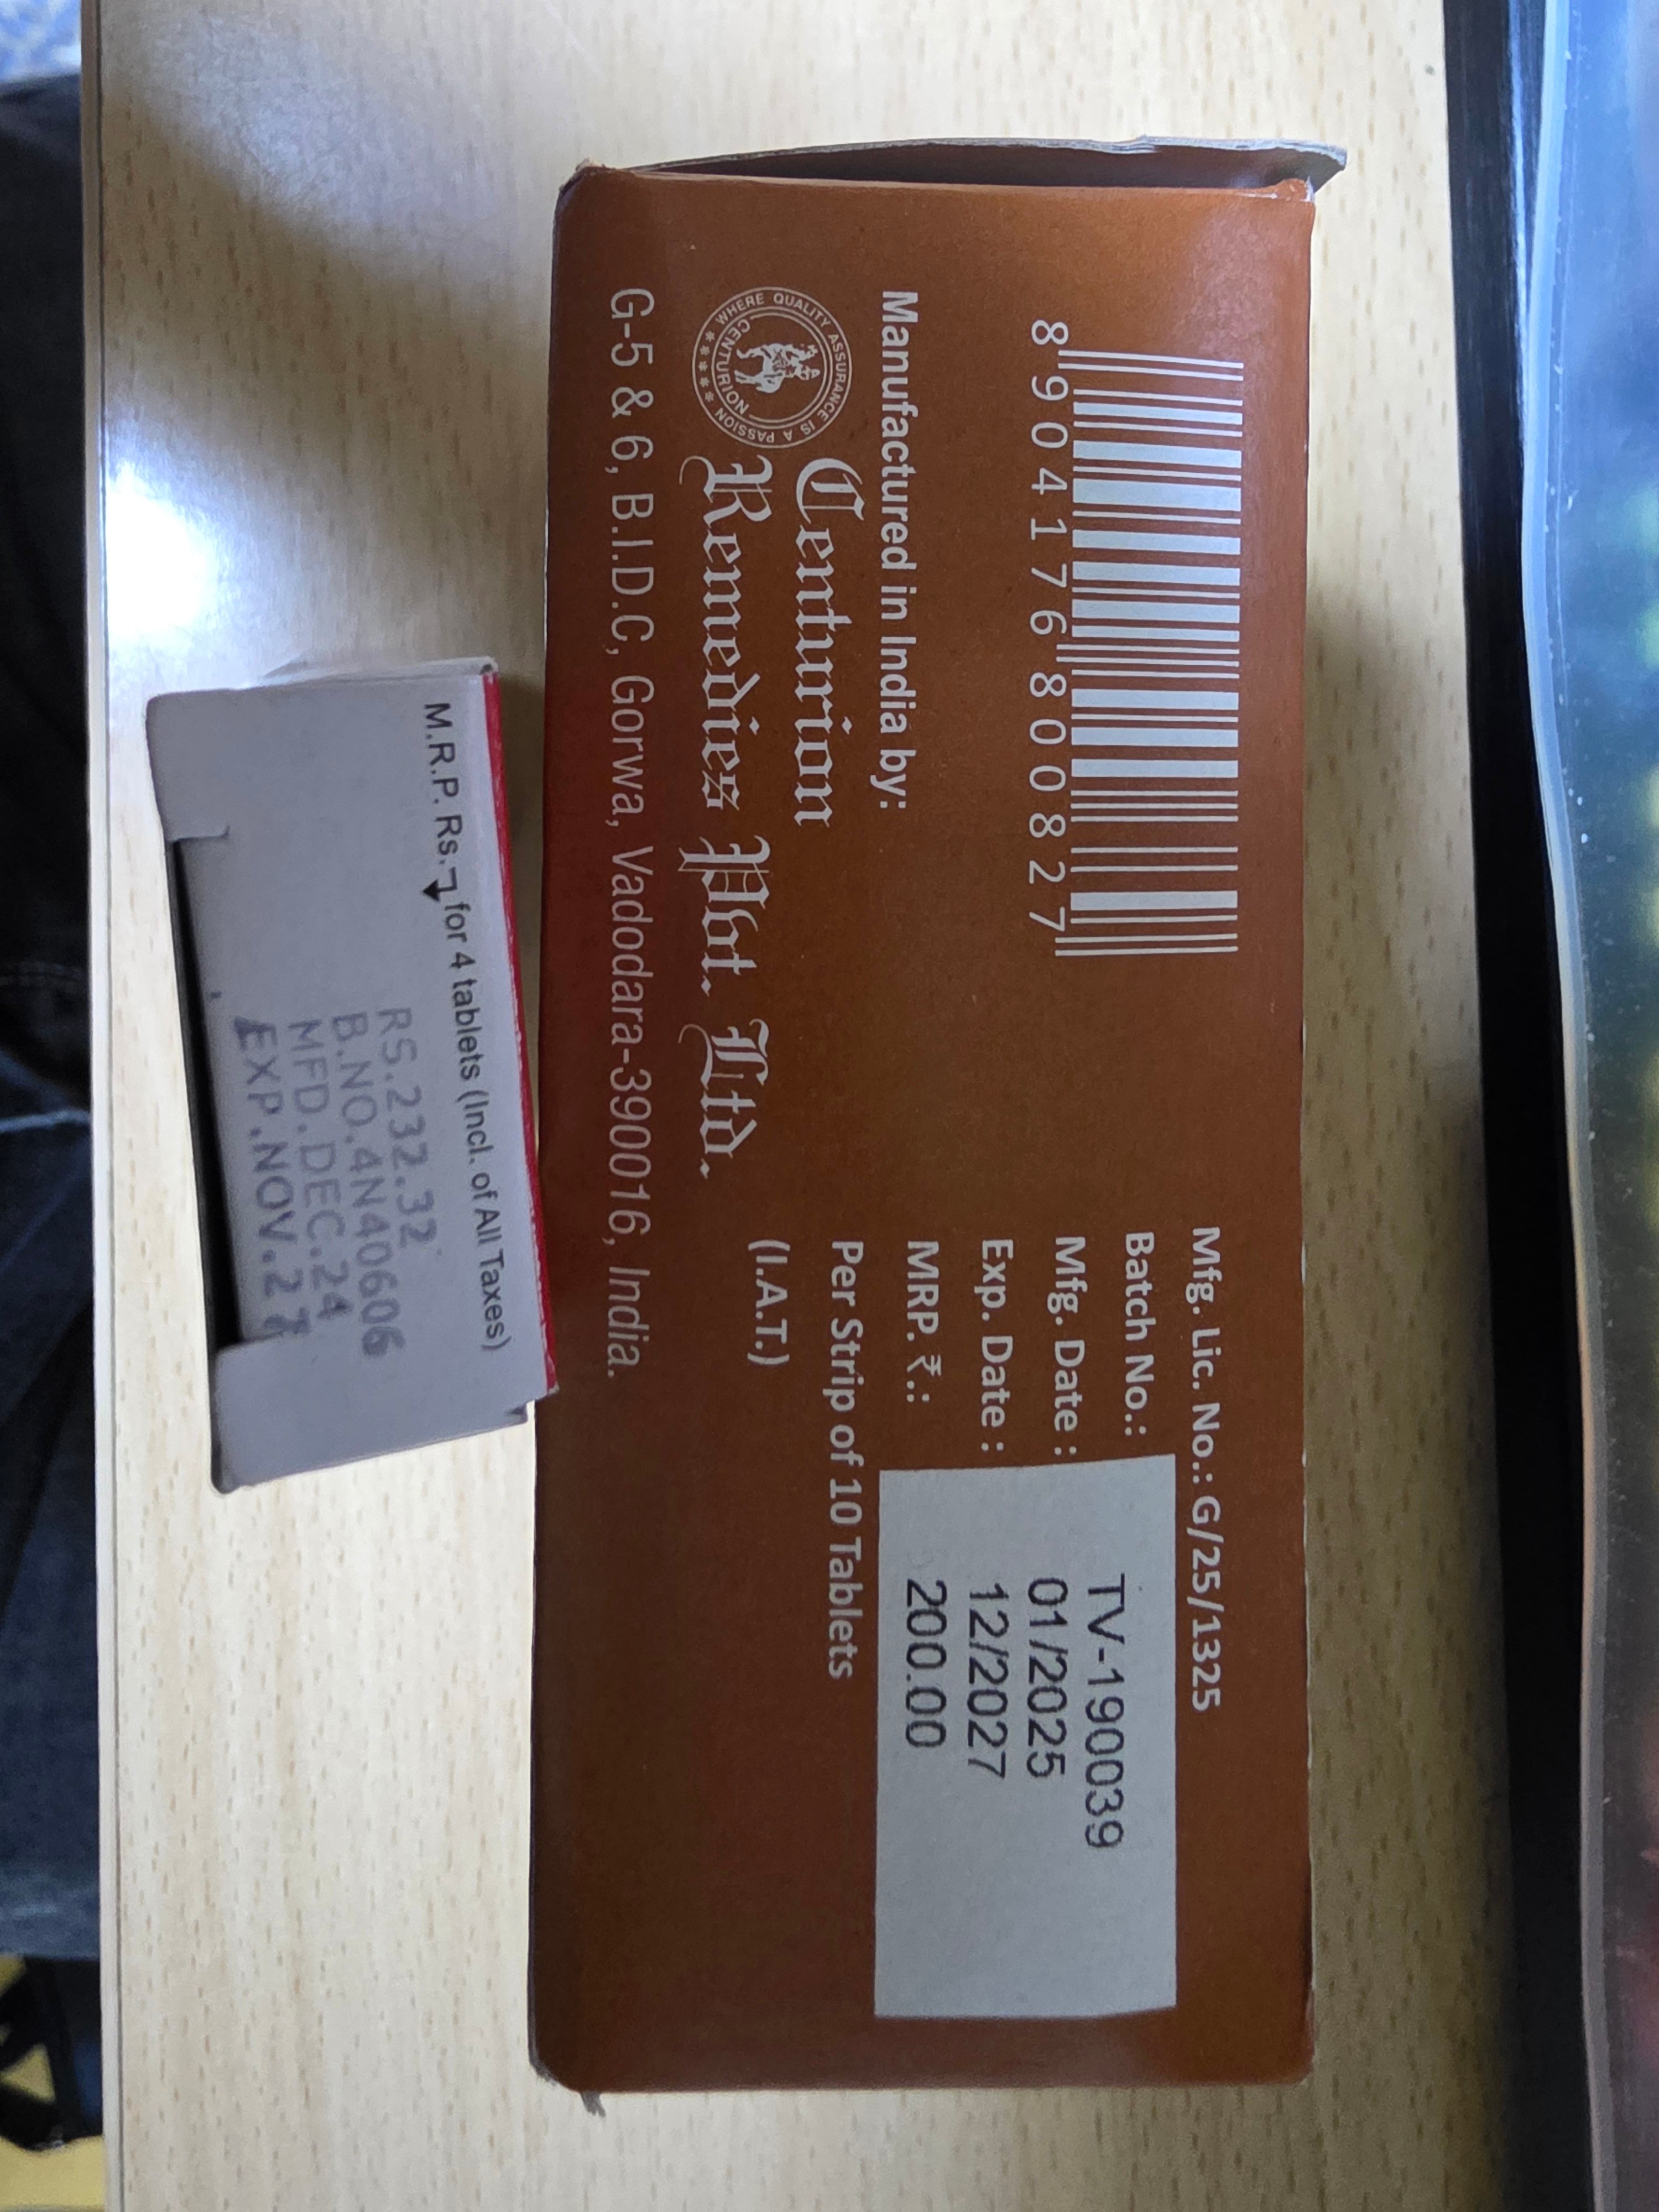 8 904176 800827
Mfg. Lic. No.: G/25/1325
Batch No.: TV-190039
Mfg. Date : 01/2025
Exp. Date : 12/2027
MRP. ₹.: 200.00
Per Strip of 10 Tablets
(I.A.T.)
Manufactured in India by:
WHERE QUALITY ASSURANCE IS A PASSION
CENTURION
Centurion
Remedies Pvt. Ltd.
G-5 & 6, B.I.D.C, Gorwa, Vadodara-390016, India.
M.R.P. Rs. for 4 tablets (Incl. of All Taxes)
RS.232.32
B.NO.4N40606
MFD.DEC.24
EXP.NOV.27